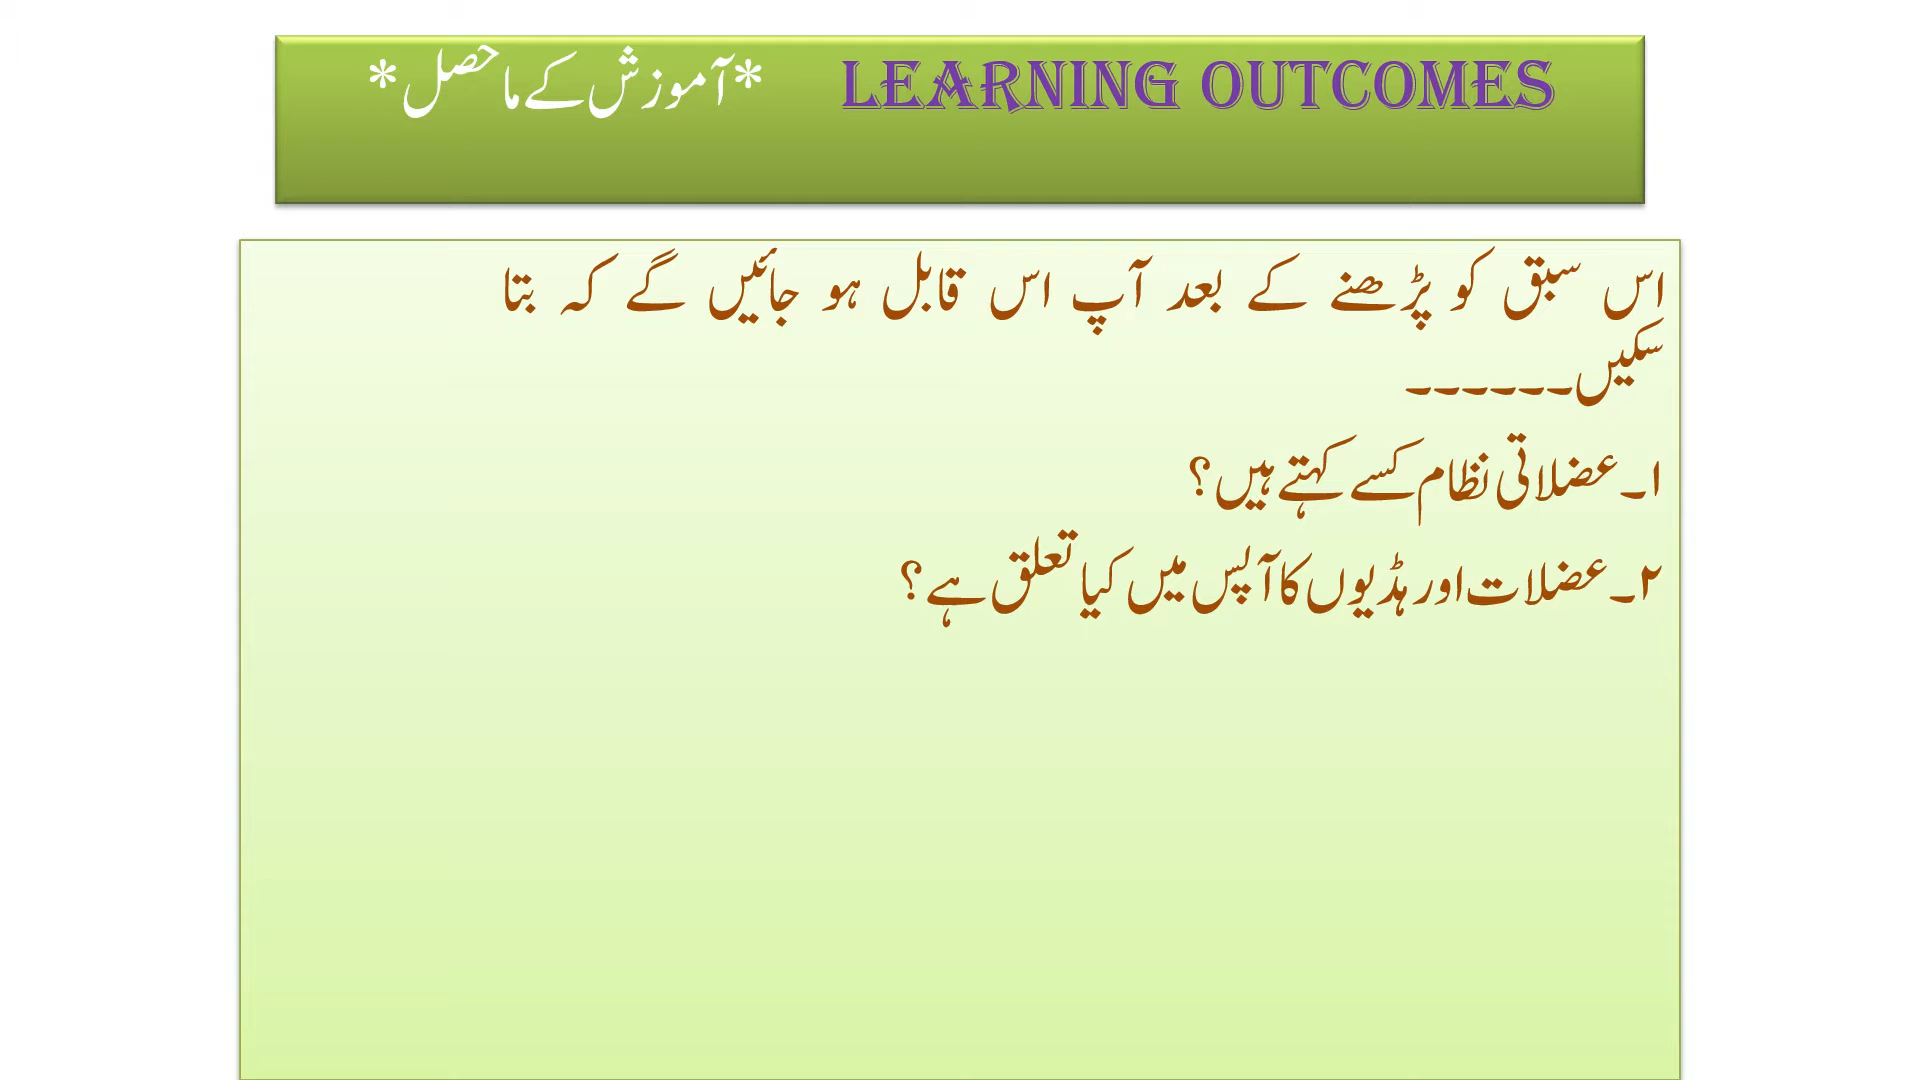 LEARNING OUTCOMES *آموزش کے ماحصل*
اِس سبق کو پڑھنے کے بعد آپ اس قابل ہو جائیں گے کہ بتا
سکیں۔۔۔۔۔۔
۱۔عضلاتی نظام کسے کہتے ہیں؟
۲۔عضلات اور ہڈیوں کا آپس میں کیا تعلق ہے؟